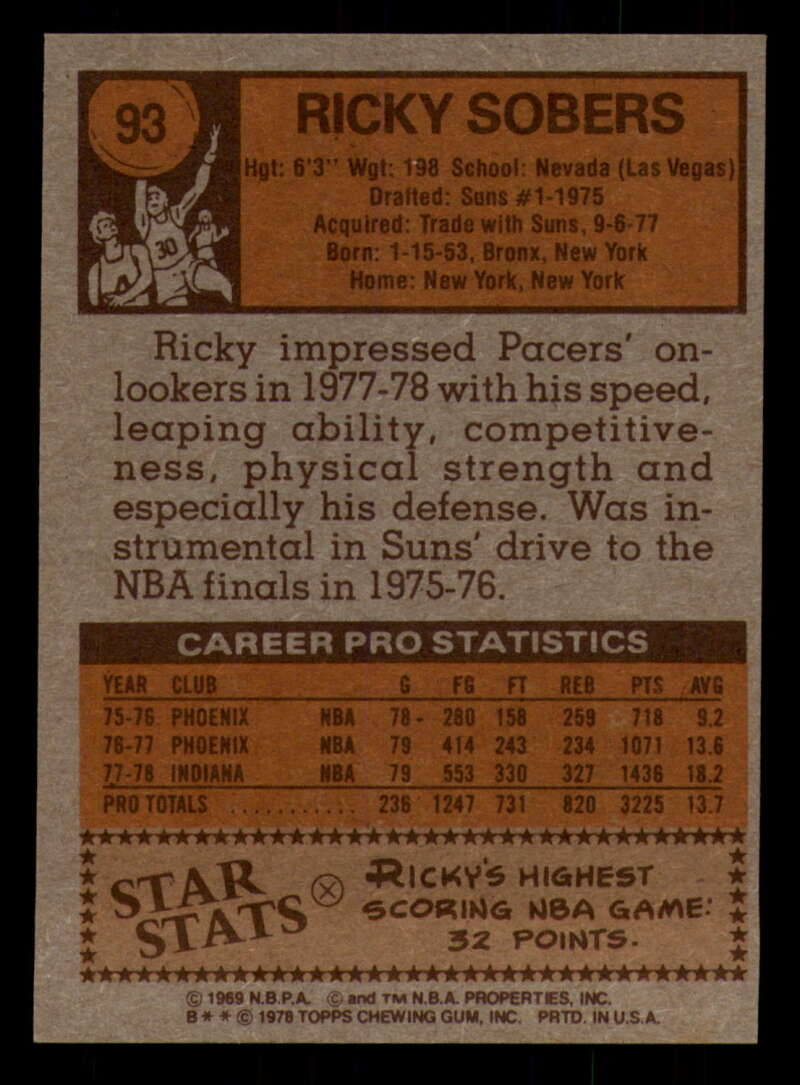 93
RICKY SOBERS
Hgt: 6'3" Wgt: 198 School: Nevada (Las Vegas)
Drafted: Suns #1-1975
Acquired: Trade with Suns, 9-6-77
Born: 1-15-53, Bronx, New York
Home: New York, New York
30
Ricky impressed Pacers' on-
lookers in 1977-78 with his speed,
leaping ability, competitive-
ness, physical strength and
especially his defense. Was in-
strumental in Suns' drive to the
NBA finals in 1975-76.
CAREER PRO STATISTICS
YEAR CLUB G FG FT REB PTS AVG
75-76 PHOENIX NBA 78 280 158 259 718 9.2
76-77 PHOENIX NBA 79 414 243 234 1071 13.6
77-78 INDIANA NBA 79 553 330 327 1436 18.2
PRO TOTALS ............ 236 1247 731 820 3225 13.7
STAR STATS
RICKY'S HIGHEST
SCORING NBA GAME:
32 POINTS.
© 1969 N.B.P.A. © and TM N.B.A. PROPERTIES, INC.
B * * © 1978 TOPPS CHEWING GUM, INC. PRTD. IN U.S.A.